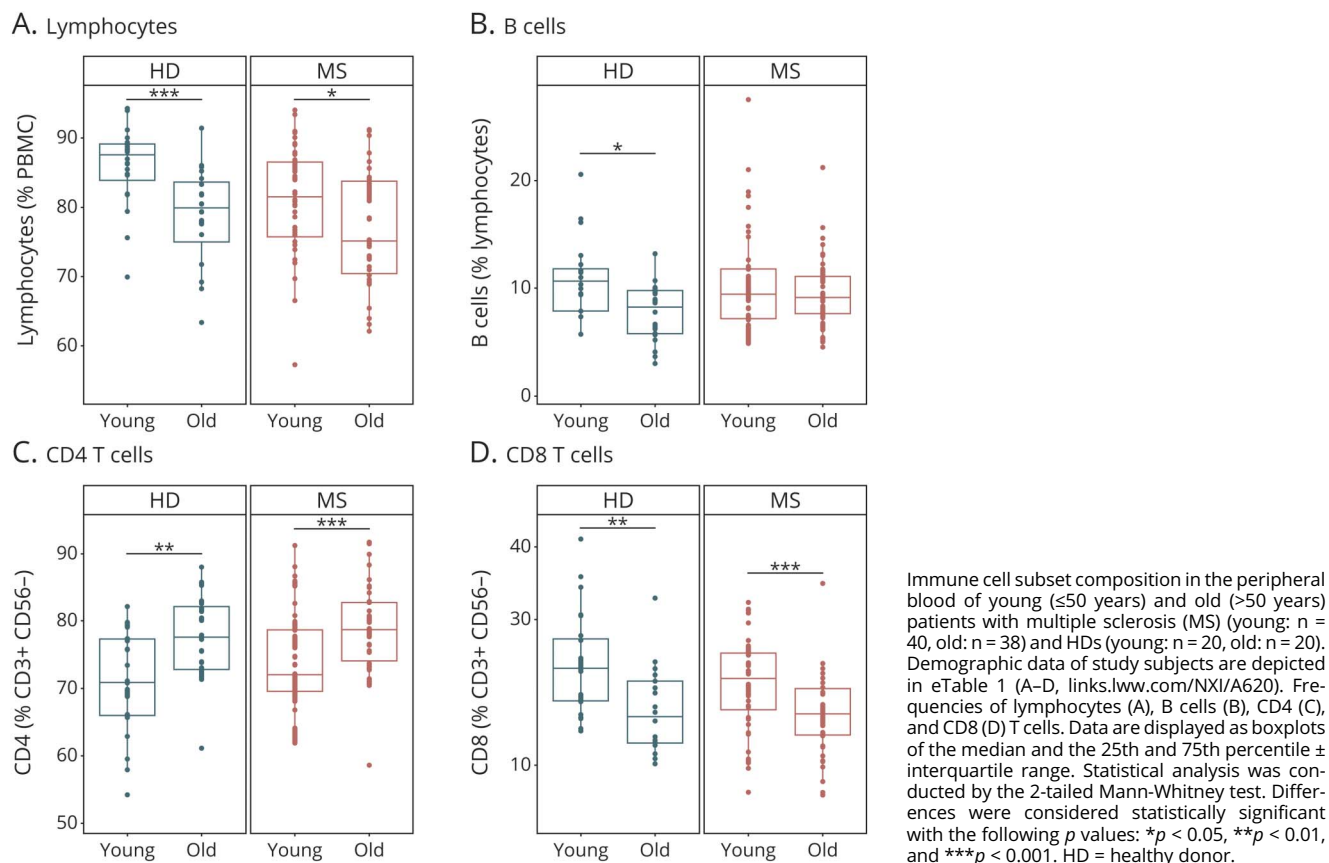 A. Lymphocytes
HD
MS
***
*
Lymphocytes (% PBMC)
90
80
70
60
Young
Old
Young
Old
B. B cells
HD
MS
*
B cells (% lymphocytes)
20
10
0
Young
Old
Young
Old
C. CD4 T cells
HD
MS
**
***
CD4 (% CD3+ CD56−)
90
80
70
60
50
Young
Old
Young
Old
D. CD8 T cells
HD
MS
**
***
CD8 (% CD3+ CD56−)
40
30
10
Young
Old
Young
Old
Immune cell subset composition in the peripheral
blood of young (≤50 years) and old (>50 years)
patients with multiple sclerosis (MS) (young: n =
40, old: n = 38) and HDs (young: n = 20, old: n = 20).
Demographic data of study subjects are depicted
in eTable 1 (A–D, links.lww.com/NXI/A620). Fre-
quencies of lymphocytes (A), B cells (B), CD4 (C),
and CD8 (D) T cells. Data are displayed as boxplots
of the median and the 25th and 75th percentile ±
interquartile range. Statistical analysis was con-
ducted by the 2-tailed Mann-Whitney test. Differ-
ences were considered statistically significant
with the following p values: *p < 0.05, **p < 0.01,
and ***p < 0.001. HD = healthy donor.